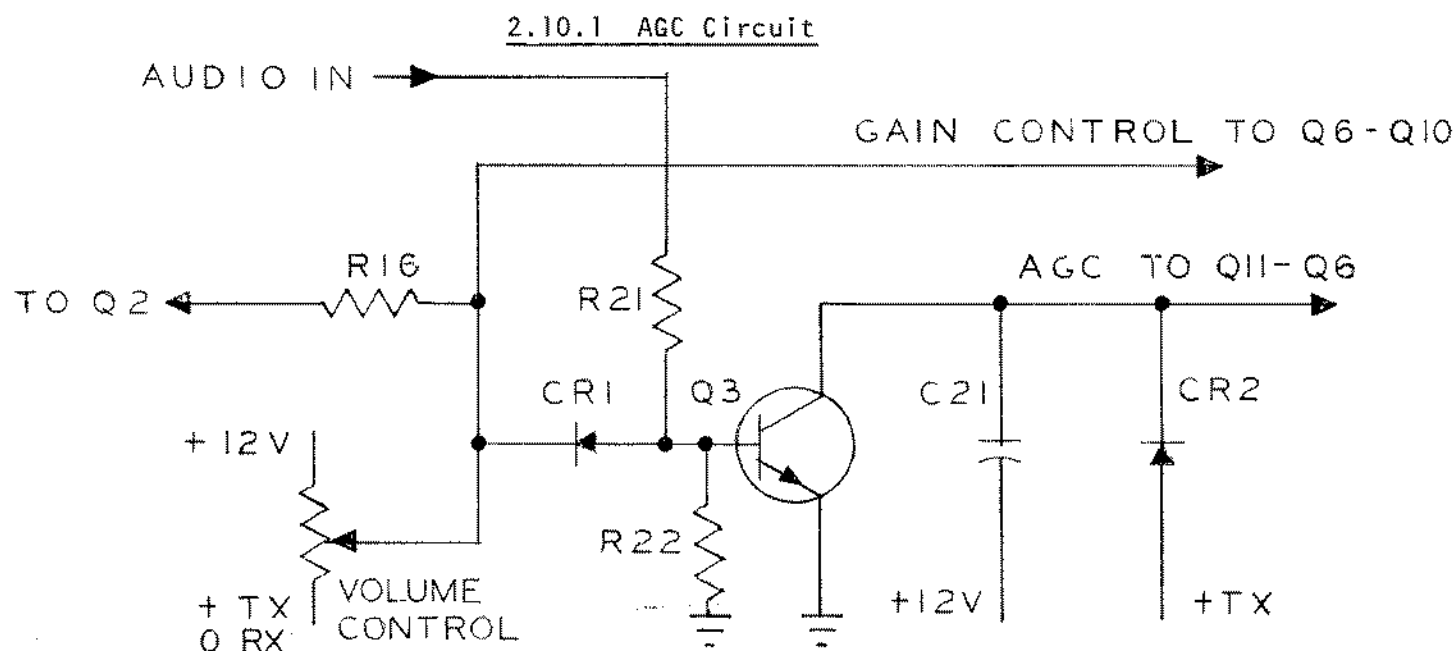 2.10.1 AGC Circuit
AUDIO IN
GAIN CONTROL TO Q6-Q10
R16
R21
AGC TO Q11-Q6
TO Q2
CR1
Q3
C21
CR2
+12V
R22
+ TX
0 RX
VOLUME
CONTROL
+12V
+TX